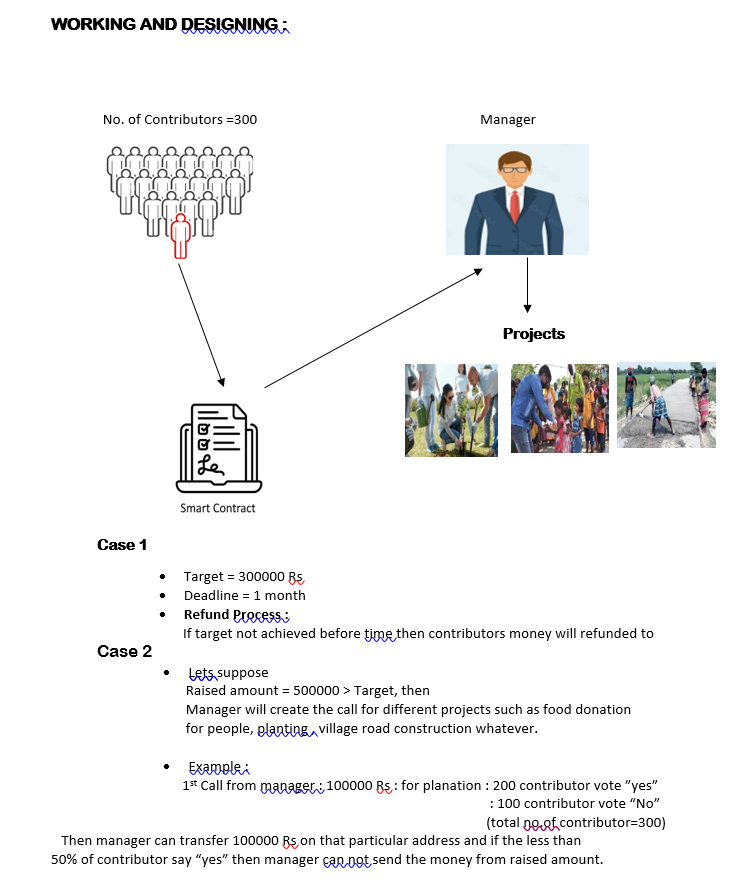 WORKING AND DESIGNING :
No. of Contributors =300
Manager
Projects
Smart Contract
Case 1
• Target = 300000 Rs
• Deadline = 1 month
• Refund Process :
If target not achieved before time then contributors money will refunded to
Case 2
• Lets suppose
Raised amount = 500000 > Target, then
Manager will create the call for different projects such as food donation
for people, planting , village road construction whatever.
• Example :
1st Call from manager : 100000 Rs : for planation : 200 contributor vote ”yes”
: 100 contributor vote “No”
(total no.of contributor=300)
Then manager can transfer 100000 Rs on that particular address and if the less than
50% of contributor say “yes” then manager can not send the money from raised amount.